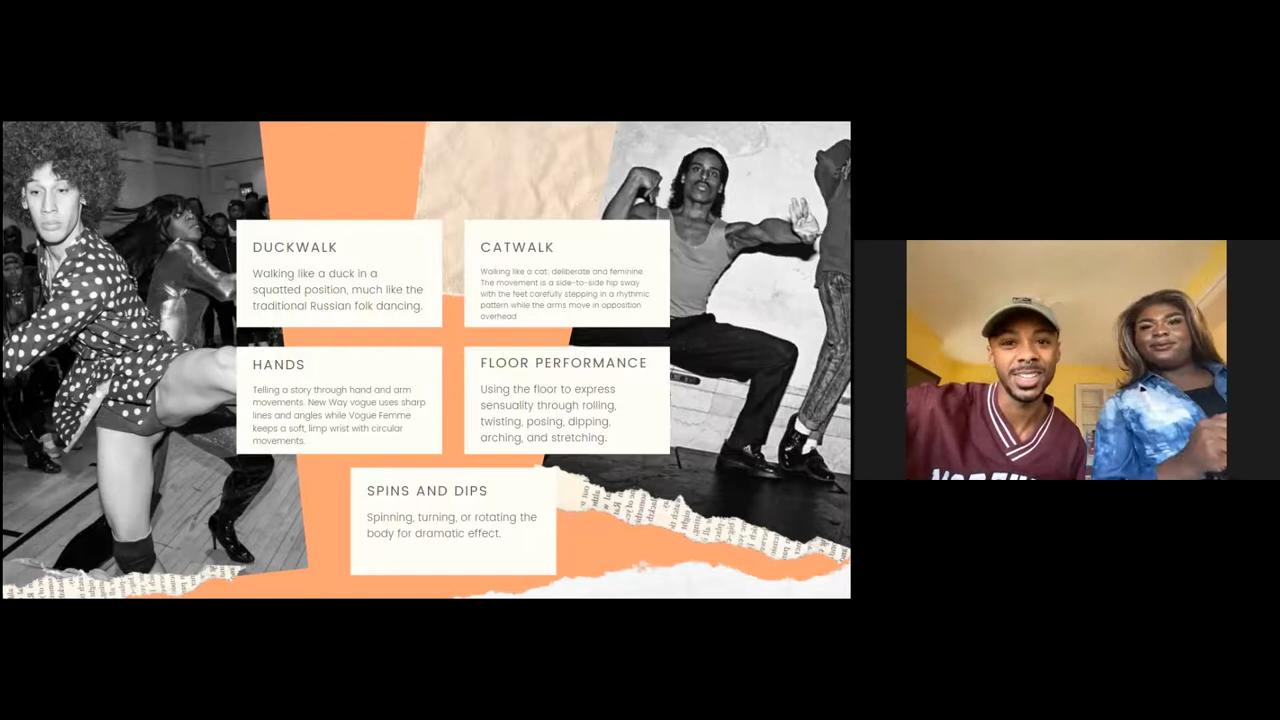 DUCKWALK
Walking like a duck in a
squatted position, much like the
traditional Russian folk dancing.
CATWALK
Walking like a cat; deliberate and feminine.
The movement is a side-to-side hip sway
with the feet carefully stepping in a rhythmic
pattern while the arms move in opposition
overhead
HANDS
Telling a story through hand and arm
movements. New Way vogue uses sharp
lines and angles while Vogue Femme
keeps a soft, limp wrist with circular
movements.
FLOOR PERFORMANCE
Using the floor to express
sensuality through rolling,
twisting, posing, dipping,
arching, and stretching.
SPINS AND DIPS
Spinning, turning, or rotating the
body for dramatic effect.